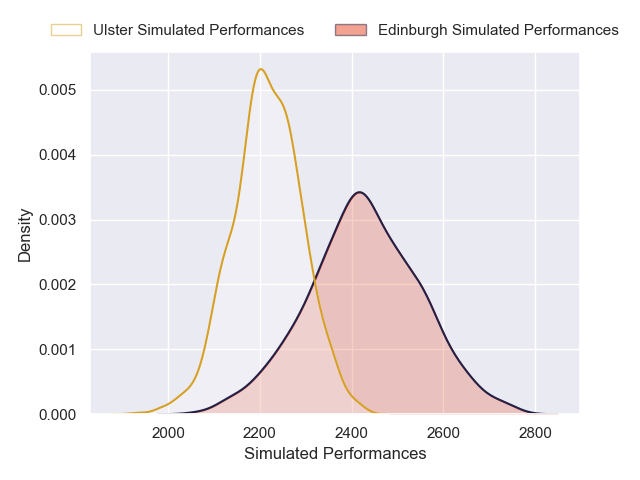 Ulster Simulated Performances Edinburgh Simulated Performances
0.005
0.004
0.003
0.002
0.001
0.000
Density
2000 2200 2400 2600 2800
Simulated Performances